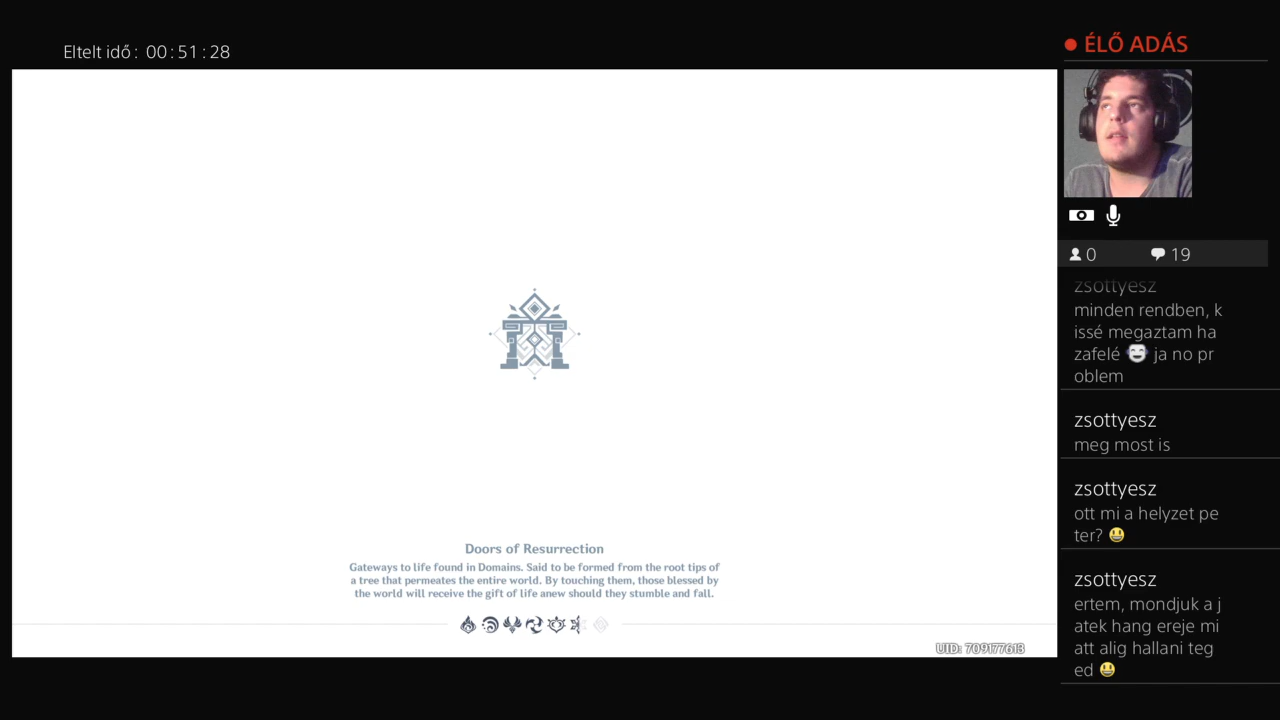 Eltelt idő : 00 : 51 : 28
ÉLŐ ADÁS
0 19
zsottyesz
minden rendben, k
issé megaztam ha
zafelé ja no pr
oblem
zsottyesz
meg most is
zsottyesz
ott mi a helyzet pe
ter?
zsottyesz
ertem, mondjuk a j
atek hang ereje mi
att alig hallani teg
ed
Doors of Resurrection
Gateways to life found in Domains. Said to be formed from the root tips of
a tree that permeates the entire world. By touching them, those blessed by
the world will receive the gift of life anew should they stumble and fall.
UID: 709177613